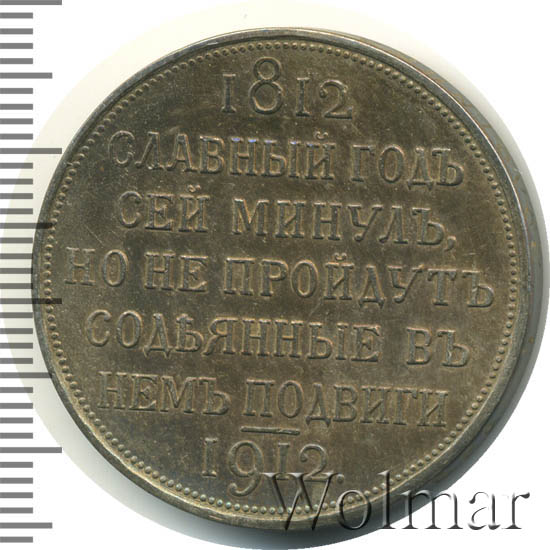 1812
СЛАВНЫЙ ГОДЪ
СЕЙ МИНУЛЪ,
НО НЕ ПРОЙДУТЪ
СОДѢЯННЫЕ ВЪ
НЕМЪ ПОДВИГИ
1912.
Wolmar